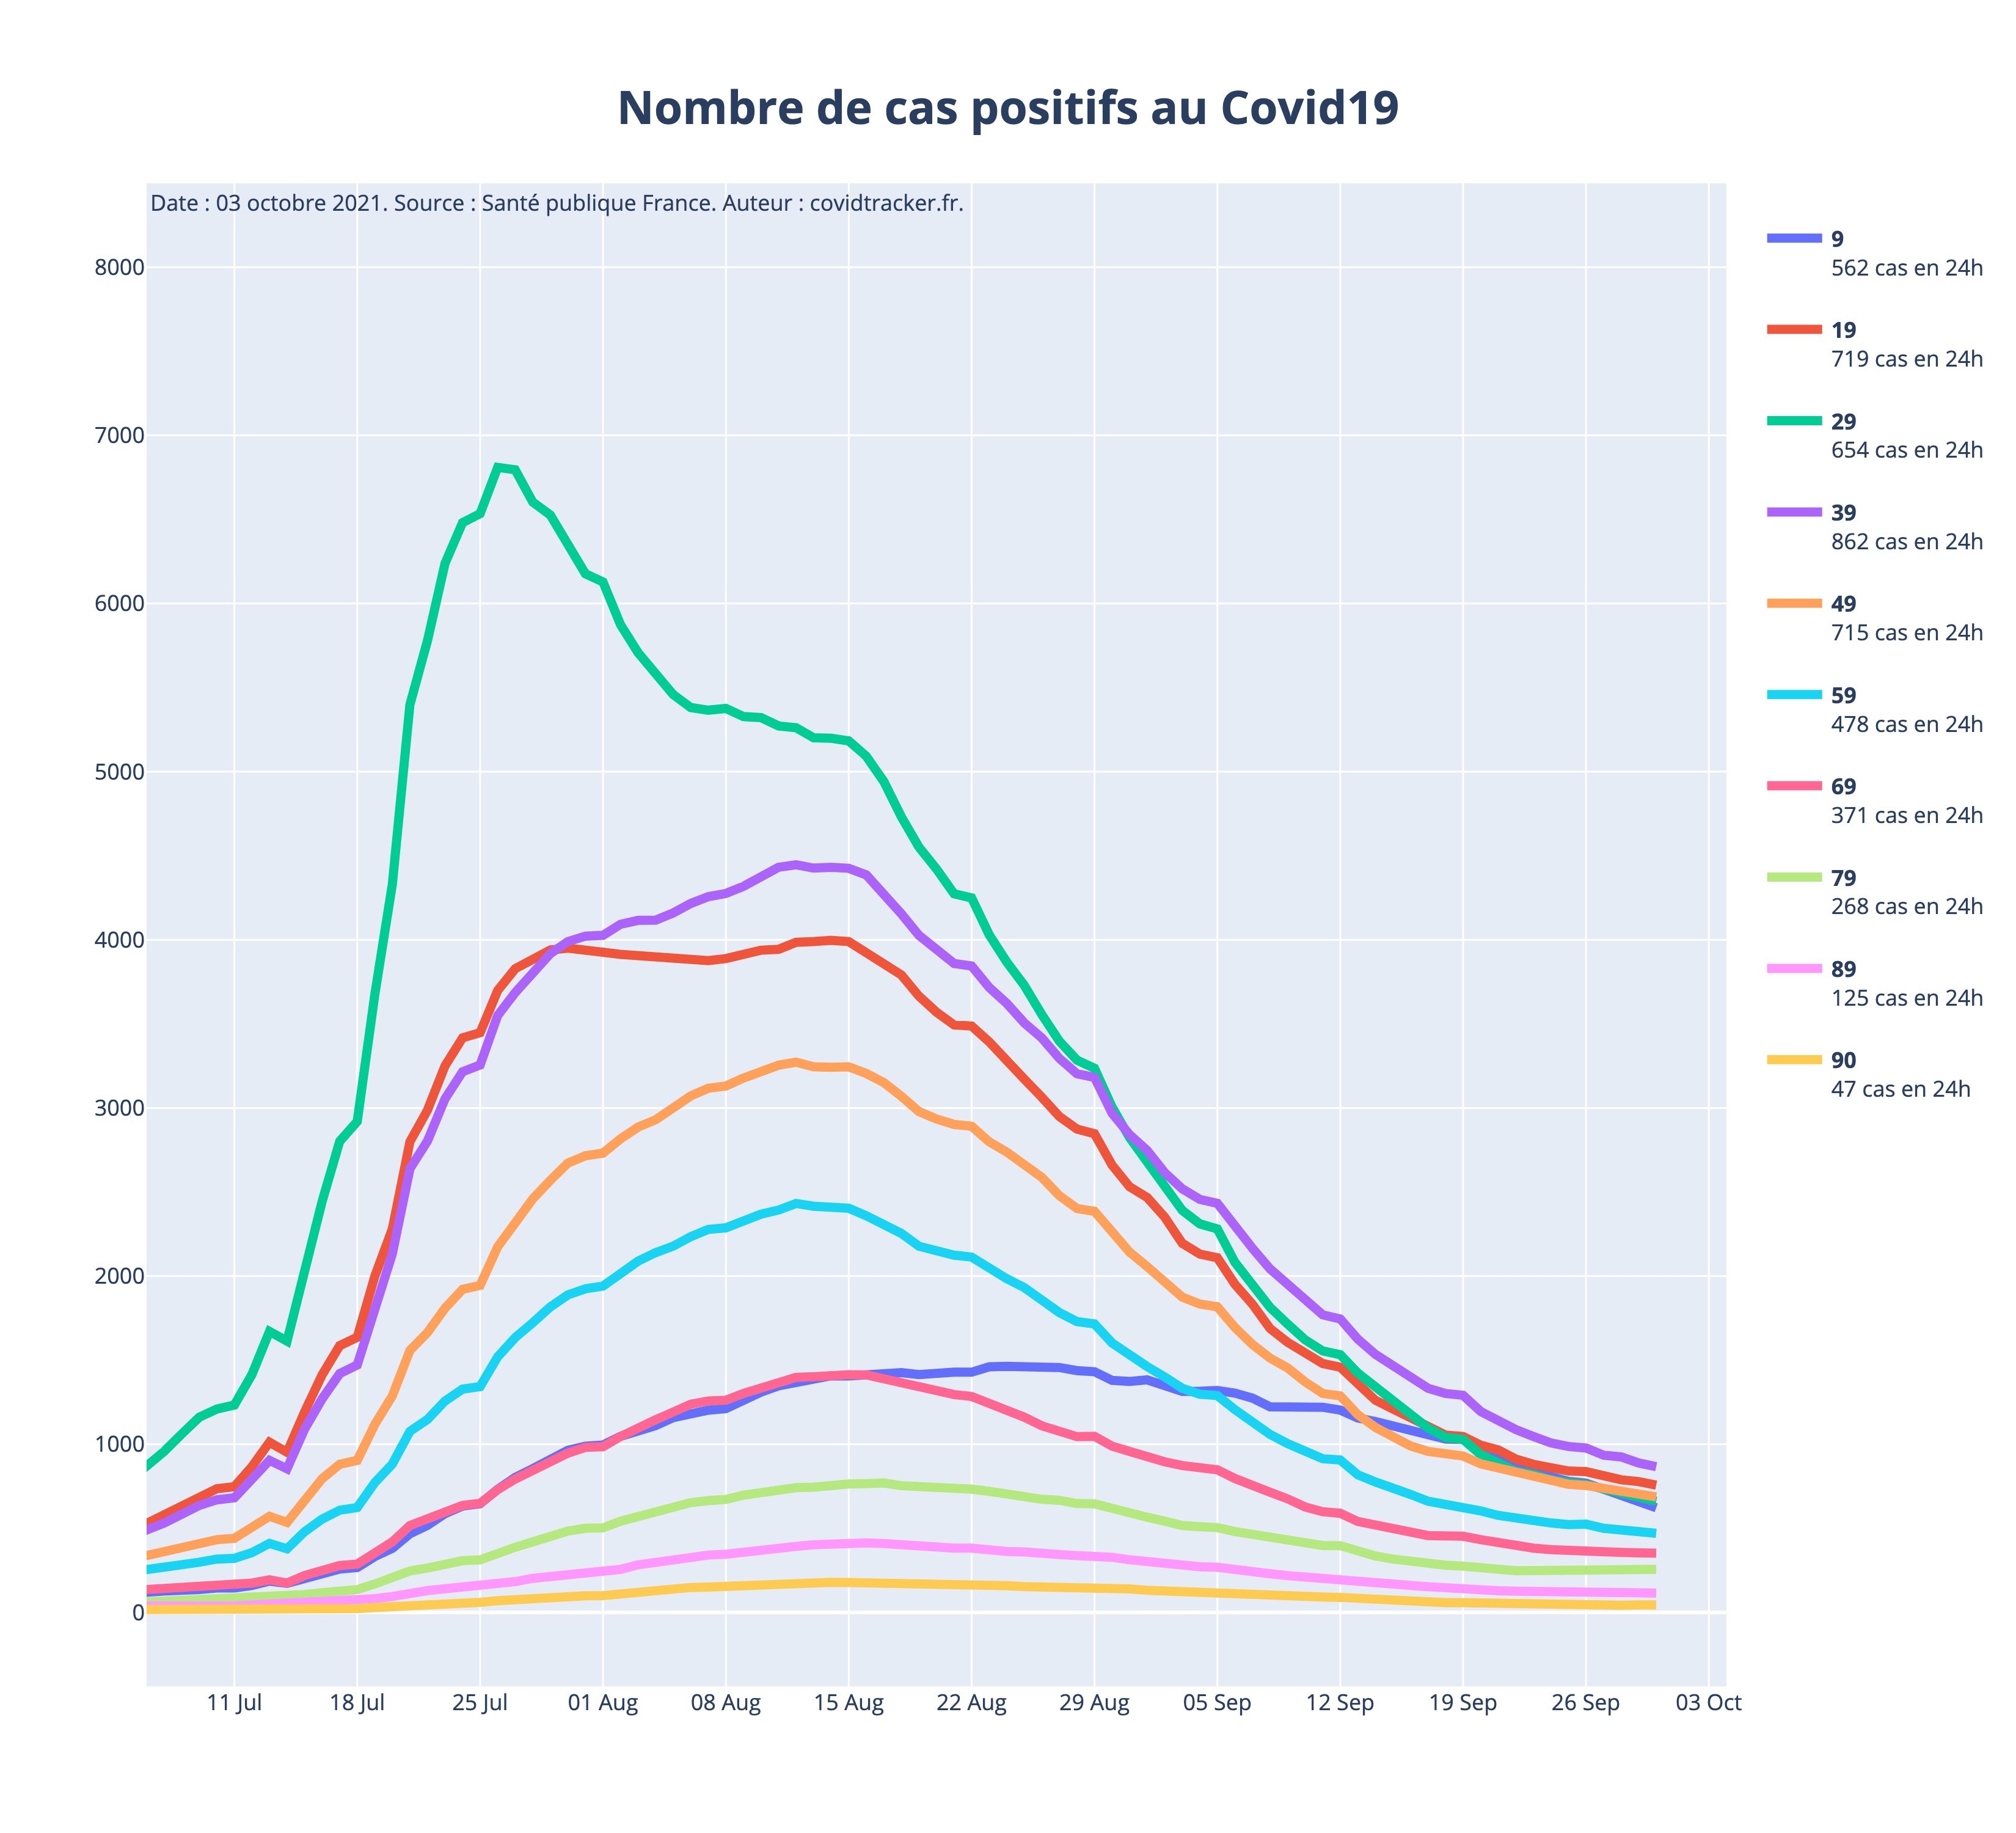 Nombre de cas positifs au Covid19
Date : 03 octobre 2021. Source : Santé publique France. Auteur : covidtracker.fr.
8000
7000
6000
5000
4000
3000
2000
1000
0
11 Jul
18 Jul
25 Jul
01 Aug
08 Aug
15 Aug
22 Aug
29 Aug
05 Sep
12 Sep
19 Sep
26 Sep
03 Oct
9
562 cas en 24h
19
719 cas en 24h
29
654 cas en 24h
39
862 cas en 24h
49
715 cas en 24h
59
478 cas en 24h
69
371 cas en 24h
79
268 cas en 24h
89
125 cas en 24h
90
47 cas en 24h